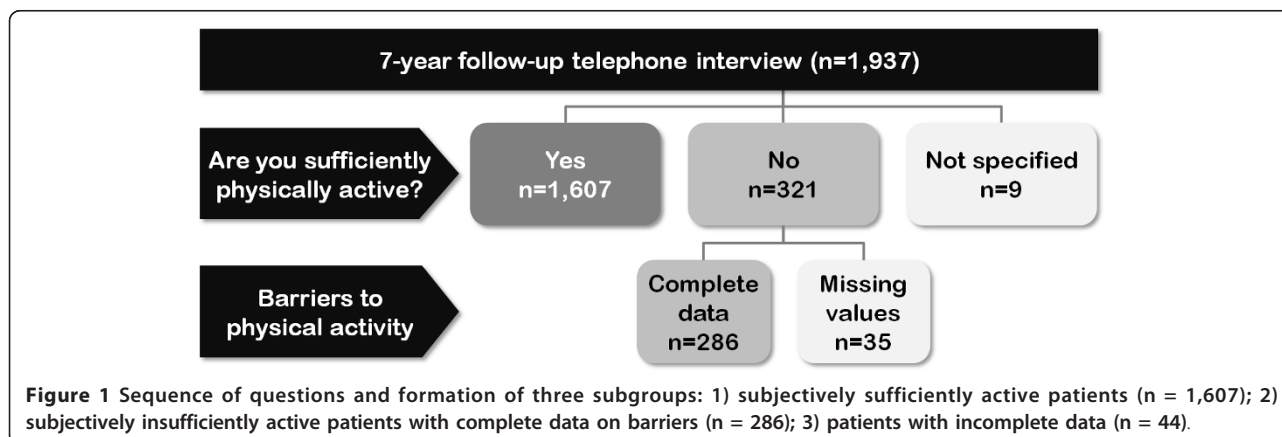 7-year follow-up telephone interview (n=1,937)
Are you sufficiently
physically active?
Yes
n=1,607
No
n=321
Not specified
n=9
Barriers to
physical activity
Complete
data
n=286
Missing
values
n=35
Figure 1 Sequence of questions and formation of three subgroups: 1) subjectively sufficiently active patients (n = 1,607); 2)
subjectively insufficiently active patients with complete data on barriers (n = 286); 3) patients with incomplete data (n = 44).